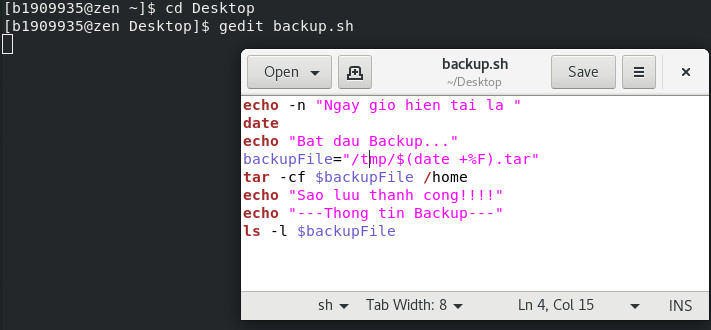 [b1909935@zen ~]$ cd Desktop
[b1909935@zen Desktop]$ gedit backup.sh
Open
backup.sh
~/Desktop
Save
echo -n "Ngay gio hien tai la "
date
echo "Bat dau Backup..."
backupFile="/tmp/$(date +%F).tar"
tar -cf $backupFile /home
echo "Sao luu thanh cong!!!!"
echo "---Thong tin Backup---"
ls -l $backupFile
sh Tab Width: 8 Ln 4, Col 15 INS